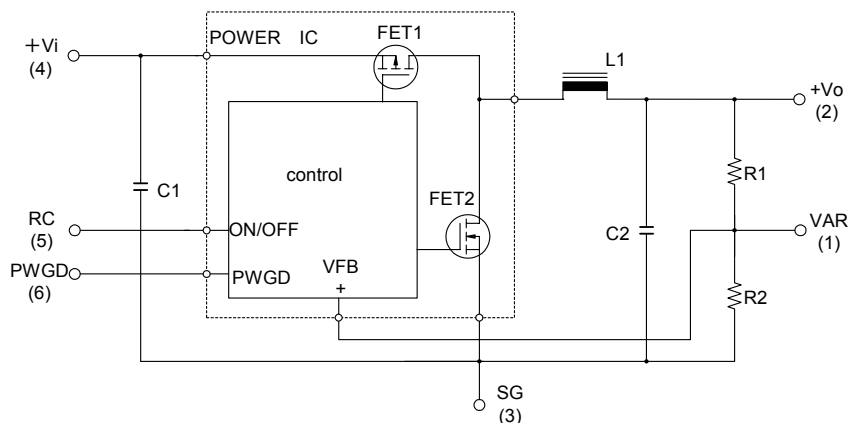 FET1
POWER IC
+Vi
(4)
L1
+Vo
(2)
control
C1
R1
FET2
RC
(5)
ON/OFF
C2
VAR
(1)
PWGD
(6)
PWGD
VFB
+
R2
SG
(3)